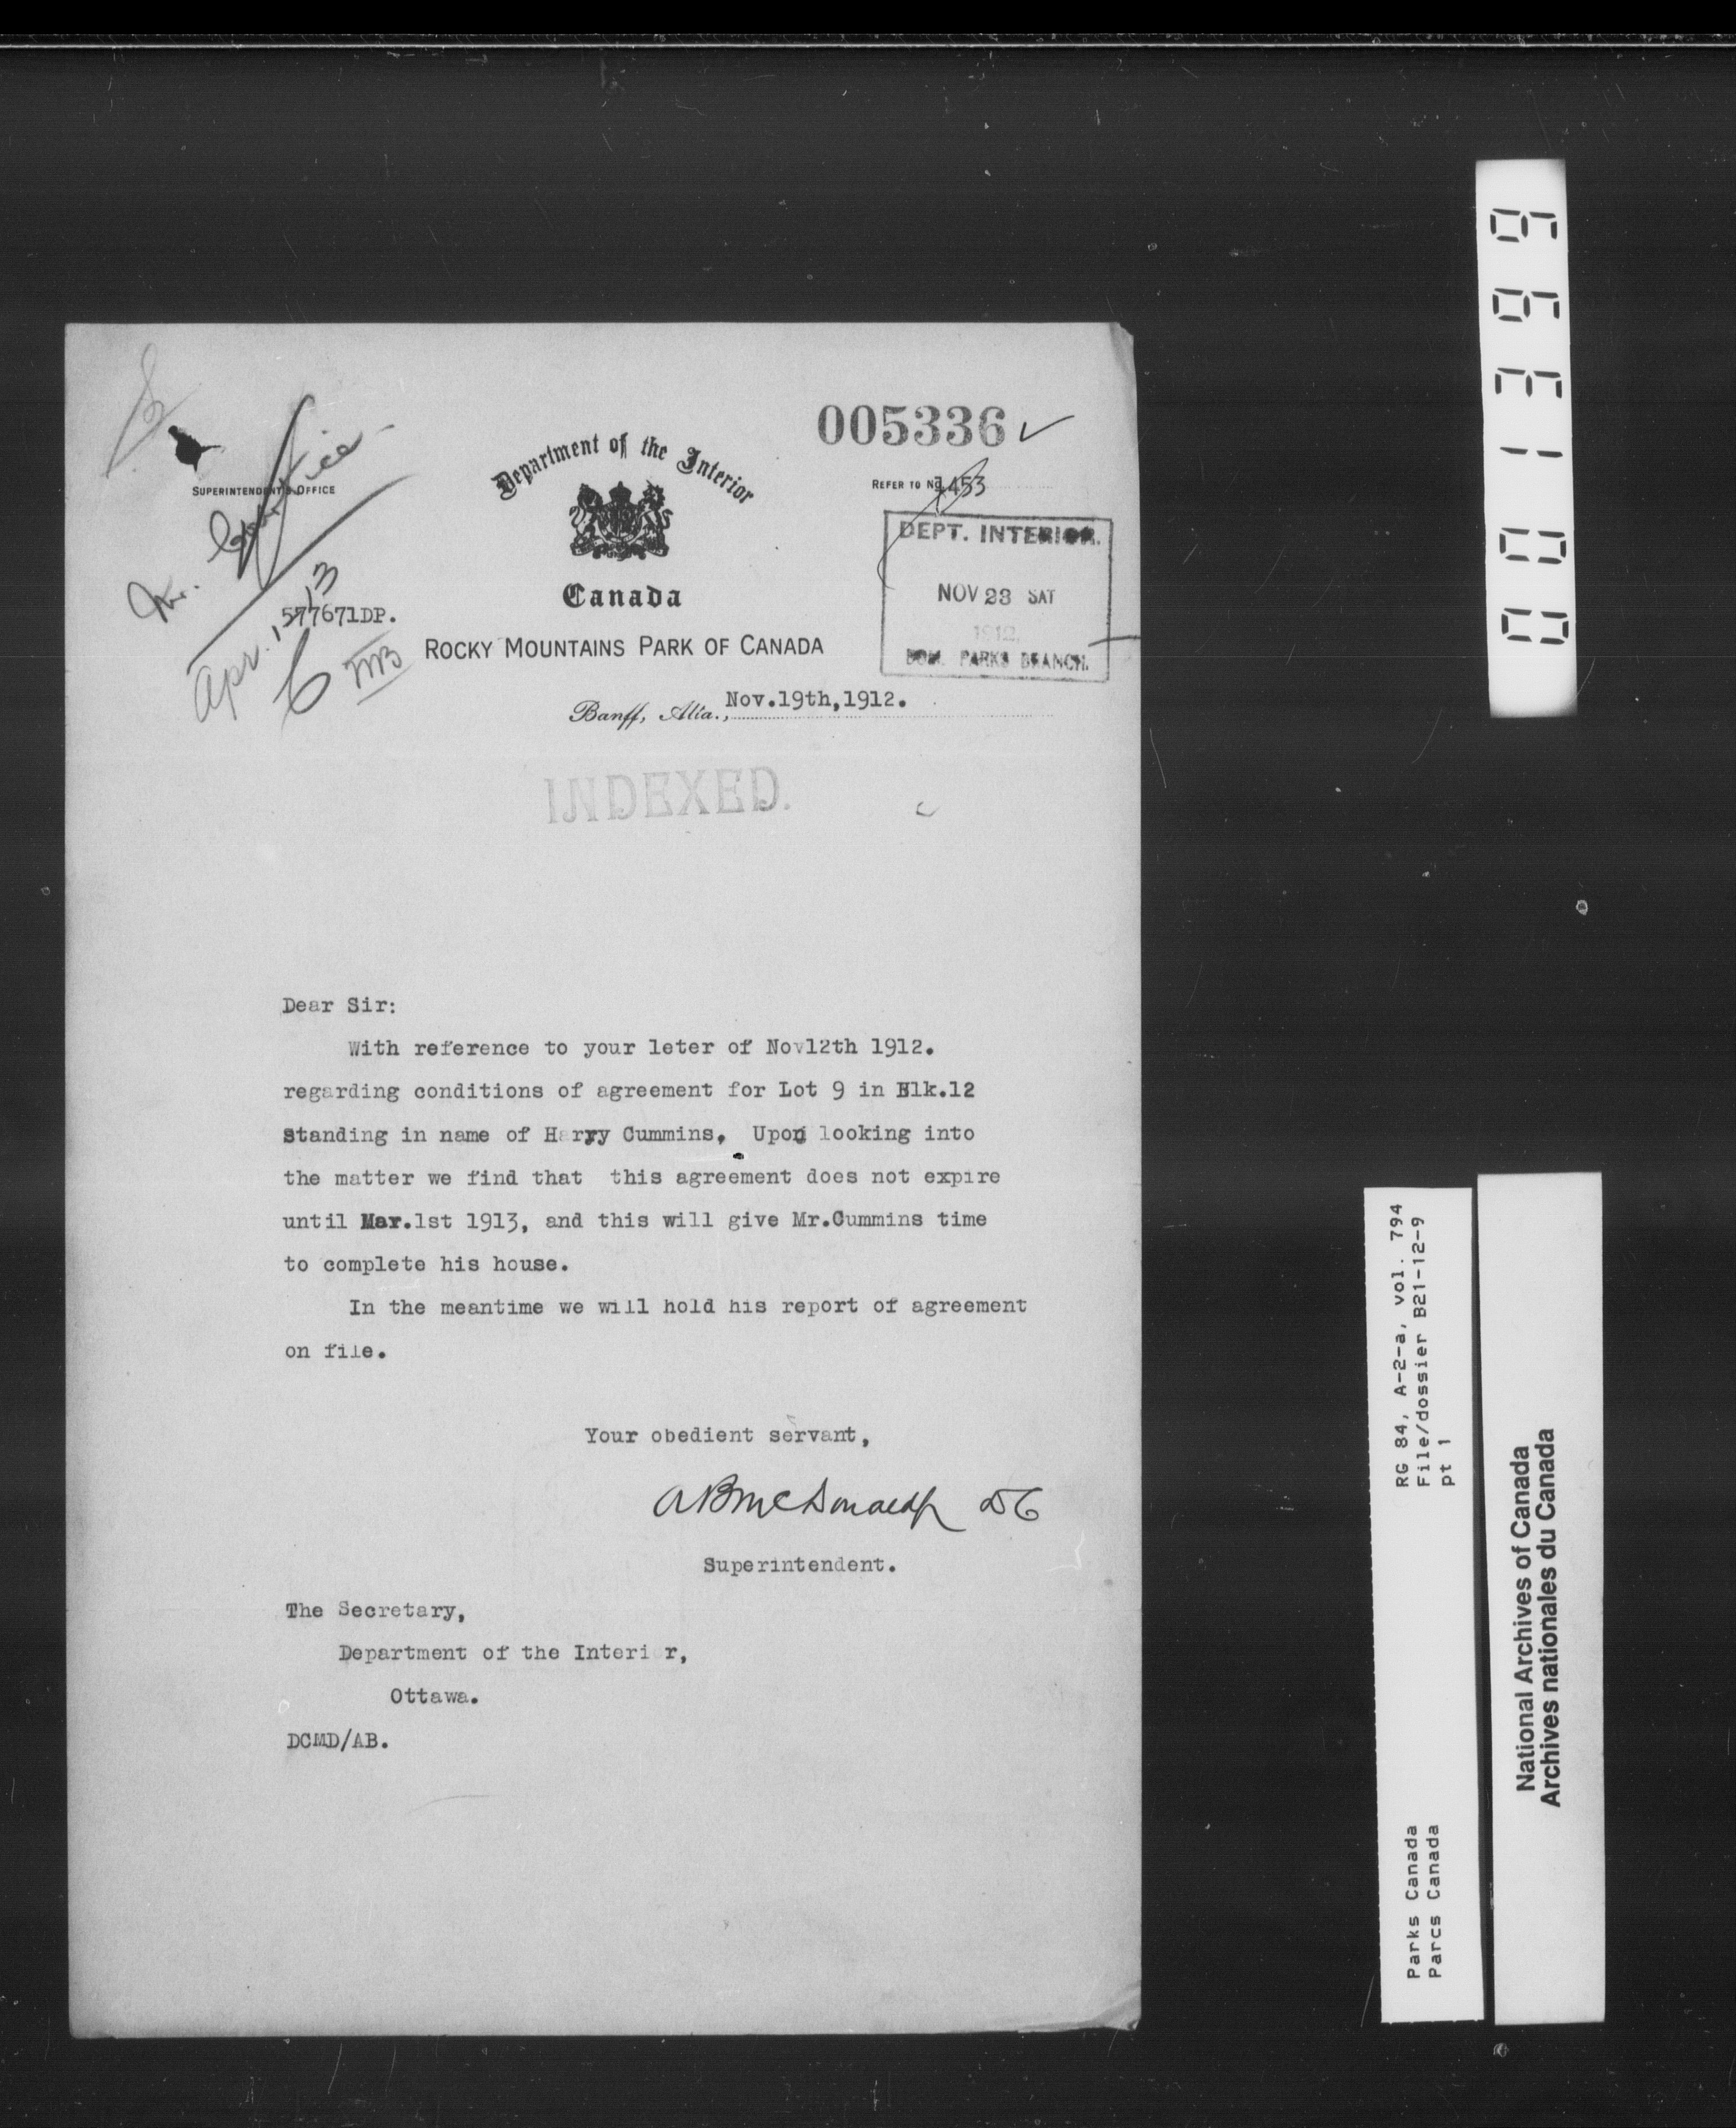 005336 ✓
Department of the Interior
SUPERINTENDENT'S OFFICE
REFER TO No. 1453
DEPT. INTERIOR.
NOV 23 SAT
1912.
DOM. PARKS BRANCH.
Canada
577671DP.
Apr. 1, 13
ROCKY MOUNTAINS PARK OF CANADA
Banff, Alta., Nov.19th,1912.
INDEXED.
Dear Sir:
With reference to your leter of Nov12th 1912.
regarding conditions of agreement for Lot 9 in Blk.12
standing in name of Harry Cummins. Upon looking into
the matter we find that this agreement does not expire
until Mar.1st 1913, and this will give Mr.Cummins time
to complete his house.
In the meantime we will hold his report of agreement
on file.
Your obedient servant,
ABMcDonald
Superintendent.
The Secretary,
Department of the Interior,
Ottawa.
DCMD/AB.
001399
RG 84, A-2-a, vol. 794
File/dossier B21-12-9
pt 1
Parks Canada
Parcs Canada
National Archives of Canada
Archives nationales du Canada